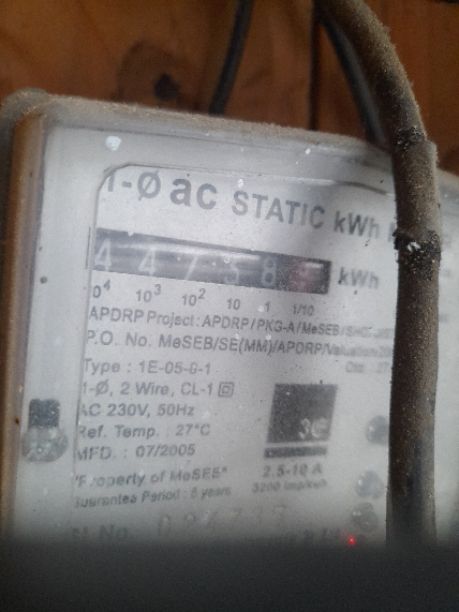 1-Ø ac STATIC kWh
4 4 7 3 8 kWh
10⁴ 10³ 10² 10 1 1/10
APDRP Project: APDRP/PKG-A/MeSEB/
P.O. No. MeSEB/SE(MM)/APDRP/
Type : 1E-05-0-1
1-Ø, 2 Wire, CL-1
AC 230V, 50Hz
Ref. Temp. : 27°C
MFD. : 07/2005
"Property of MeSEB" 2.5-10 A
Guarantee Period : 5 years 3200 imp/kwh
No.